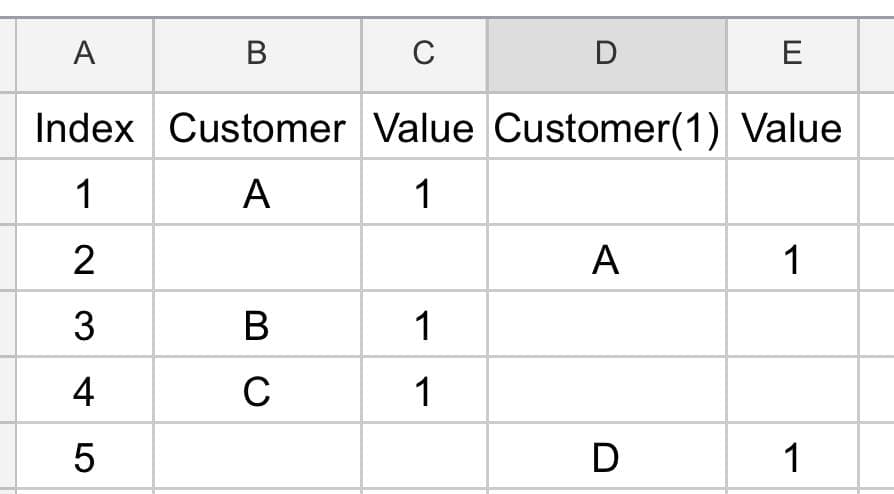 A B C D E
Index Customer Value Customer(1) Value
1 A 1
2 A 1
3 B 1
4 C 1
5 D 1